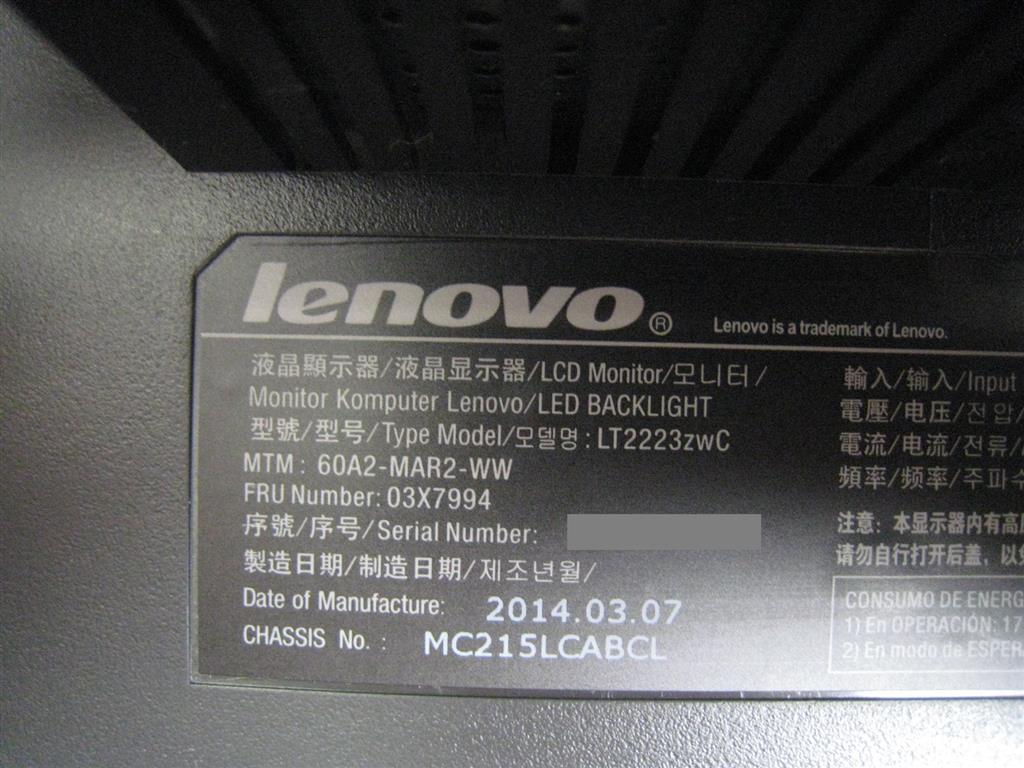 lenovo® Lenovo is a trademark of Lenovo.
液晶顯示器/液晶显示器/LCD Monitor/모니터/
Monitor Komputer Lenovo/LED BACKLIGHT
型號/型号/Type Model/모델명: LT2223zwC
MTM: 60A2-MAR2-WW
FRU Number: 03X7994
序號/序号/Serial Number:
製造日期/制造日期/제조년월/
Date of Manufacture: 2014.03.07
CHASSIS No.: MC215LCABCL
輸入/输入/Input
電壓/电压/전압/
電流/电流/전류/
頻率/频率/주파수
注意: 本显示器内有高
请勿自行打开后盖, 以
CONSUMO DE ENERG
1) En OPERACIÓN: 17
2) En modo de ESPERA